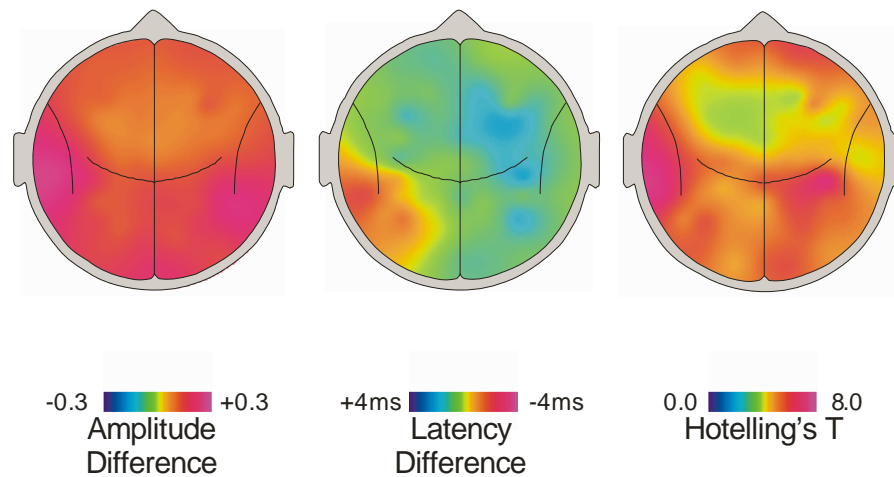 -0.3 +0.3
Amplitude
Difference
+4ms -4ms
Latency
Difference
0.0 8.0
Hotelling's T